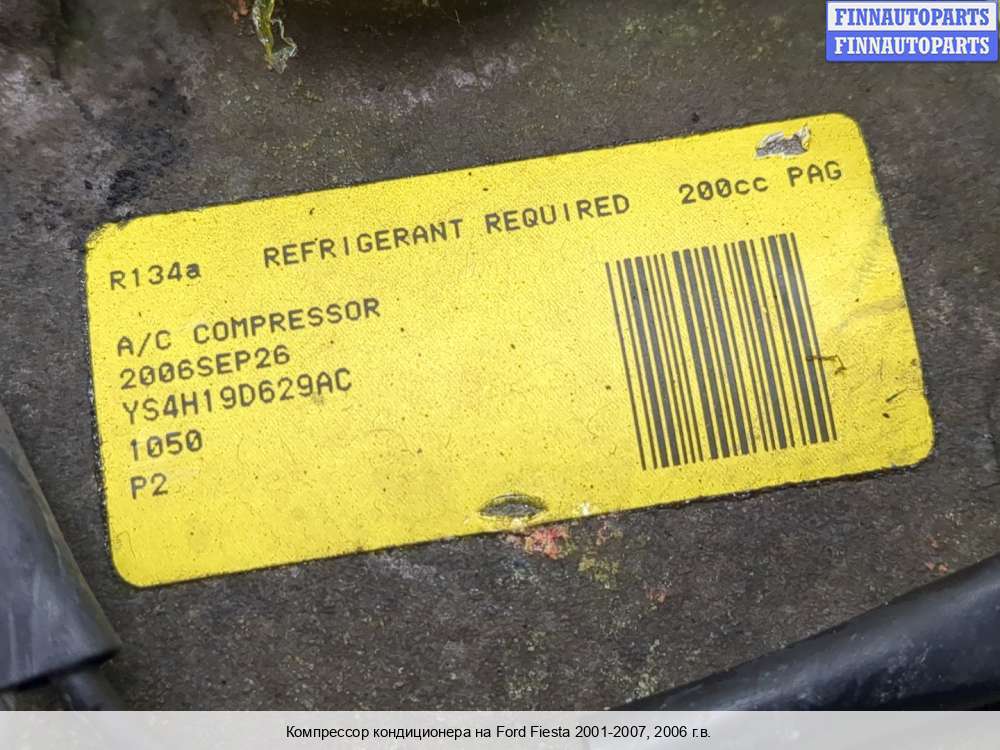 FINNAUTOPARTS
FINNAUTOPARTS
R134a REFRIGERANT REQUIRED 200cc PAG
A/C COMPRESSOR
2006SEP26
YS4H19D629AC
1050
P2
Компрессор кондиционера на Ford Fiesta 2001-2007, 2006 г.в.